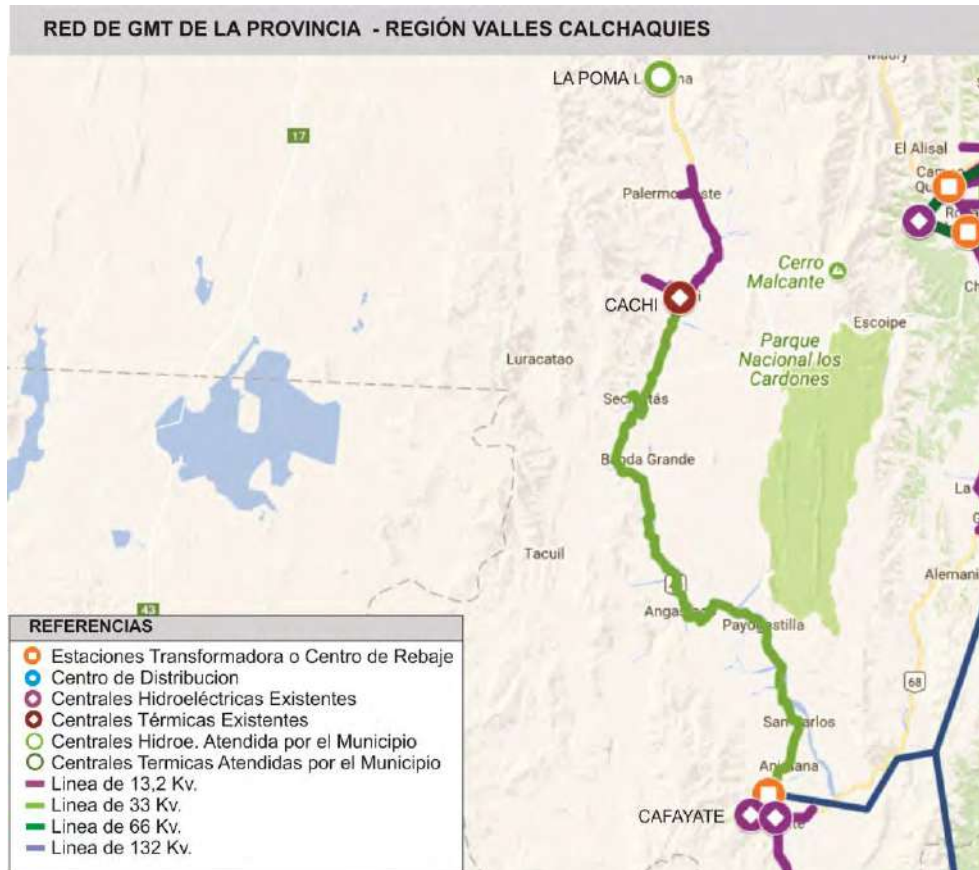 RED DE GMT DE LA PROVINCIA - REGIÓN VALLES CALCHAQUIES
LA POMA
17
El Alisal
Palermo
CACHI
Cerro
Malcante
Escoipe
Parque
Nacional los
Cardones
Luracatao
Banda Grande
La
Tacuil
Alemani
43
Payogastilla
68
San Carlos
CAFAYATE
REFERENCIAS
Estaciones Transformadora o Centro de Rebaje
Centro de Distribucion
Centrales Hidroeléctricas Existentes
Centrales Térmicas Existentes
Centrales Hidroe. Atendida por el Municipio
Centrales Termicas Atendidas por el Municipio
Linea de 13,2 Kv.
Linea de 33 Kv.
Linea de 66 Kv.
Linea de 132 Kv.